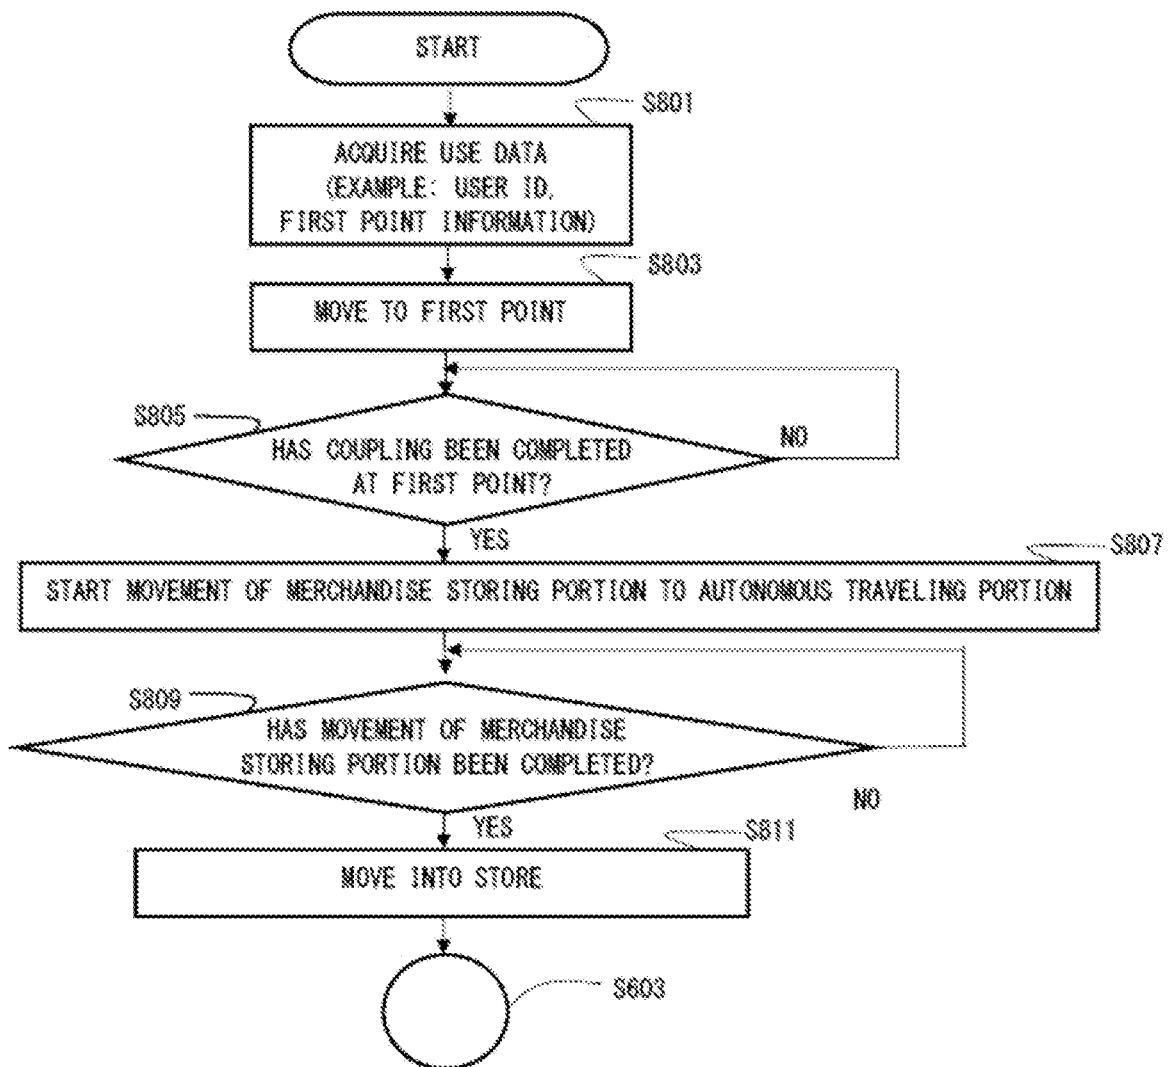 START
S801
ACQUIRE USE DATA
(EXAMPLE: USER ID,
FIRST POINT INFORMATION)
S803
MOVE TO FIRST POINT
S805
HAS COUPLING BEEN COMPLETED
AT FIRST POINT?
NO
YES
S807
START MOVEMENT OF MERCHANDISE STORING PORTION TO AUTONOMOUS TRAVELING PORTION
S809
HAS MOVEMENT OF MERCHANDISE
STORING PORTION BEEN COMPLETED?
NO
YES
S811
MOVE INTO STORE
S603